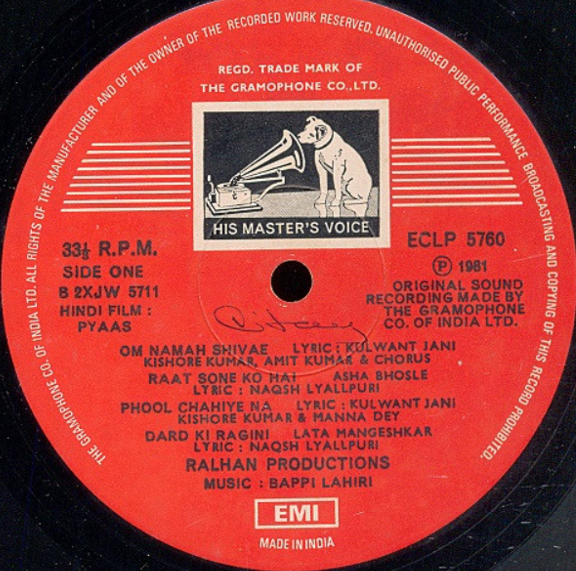 THE GRAMOPHONE CO. OF INDIA LTD. ALL RIGHTS OF THE MANUFACTURER AND OF THE OWNER OF THE RECORDED WORK RESERVED. UNAUTHORISED PUBLIC PERFORMANCE BROADCASTING AND COPYING OF THIS RECORD PROHIBITED.
REGD. TRADE MARK OF
THE GRAMOPHONE CO.,LTD.
HIS MASTER'S VOICE
33⅓ R.P.M.
SIDE ONE
B 2XJW 5711
HINDI FILM :
PYAAS
ECLP 5760
Ⓟ 1981
ORIGINAL SOUND
RECORDING MADE BY
THE GRAMOPHONE
CO. OF INDIA LTD.
OM NAMAH SHIVAE LYRIC : KULWANT JANI
KISHORE KUMAR, AMIT KUMAR & CHORUS
RAAT SONE KO HAI ASHA BHOSLE
LYRIC : NAQSH LYALLPURI
PHOOL CHAHIYE NA LYRIC : KULWANT JANI
KISHORE KUMAR & MANNA DEY
DARD KI RAGINI LATA MANGESHKAR
LYRIC : NAQSH LYALLPURI
RALHAN PRODUCTIONS
MUSIC : BAPPI LAHIRI
EMI
MADE IN INDIA